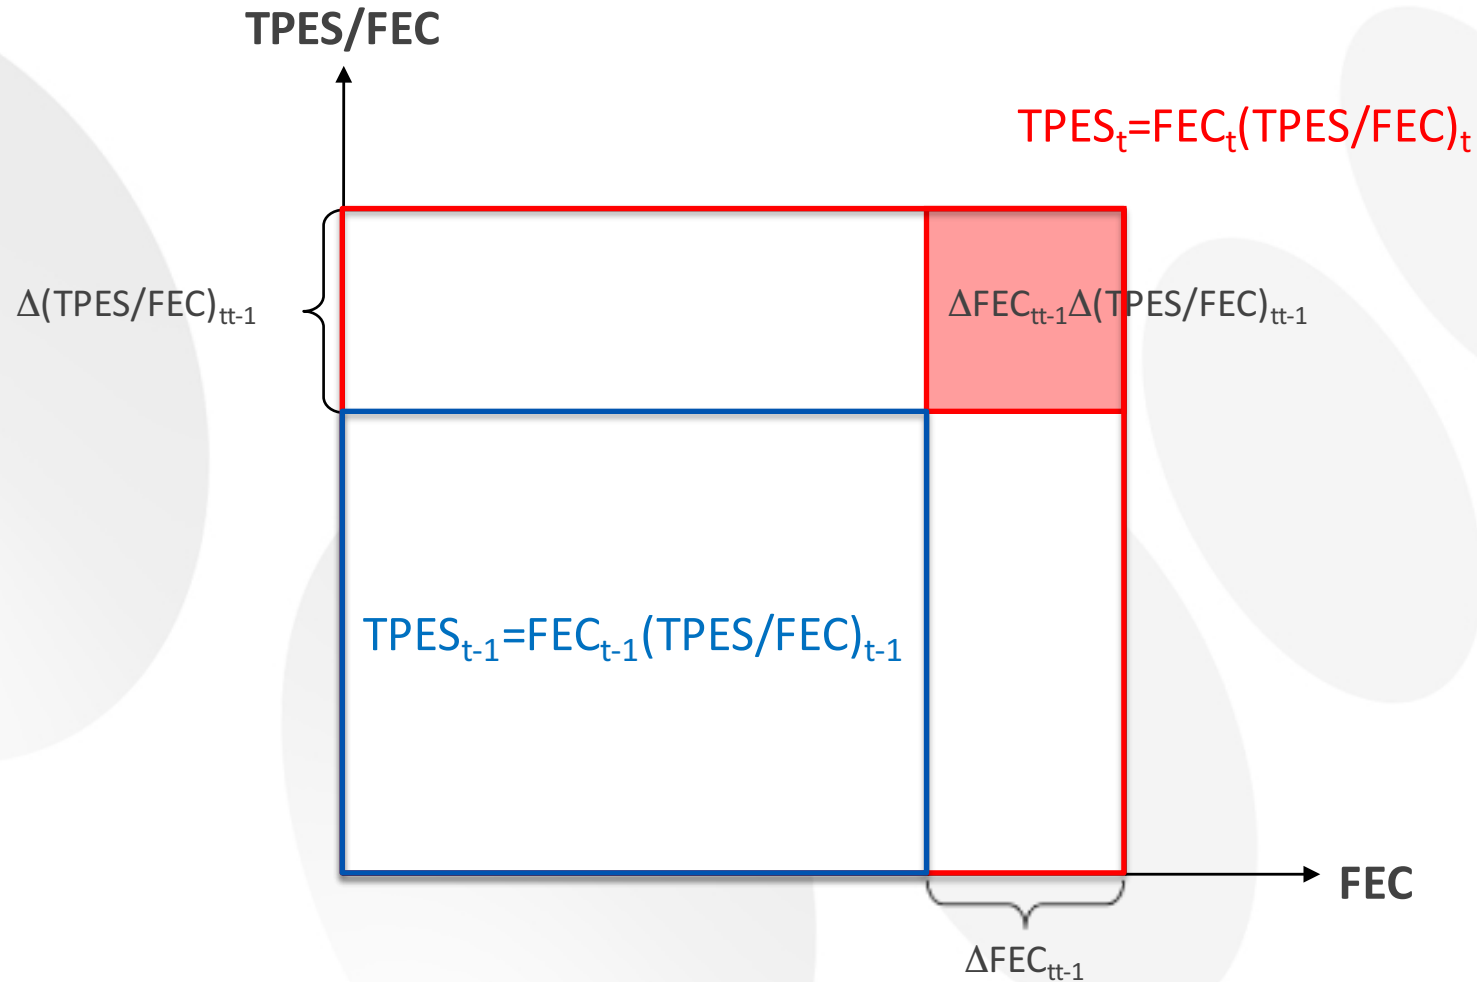 TPES/FEC
TPESt=FECt(TPES/FEC)t
Δ(TPES/FEC)tt-1
ΔFECtt-1Δ(TPES/FEC)tt-1
TPESt-1=FECt-1(TPES/FEC)t-1
FEC
ΔFECtt-1